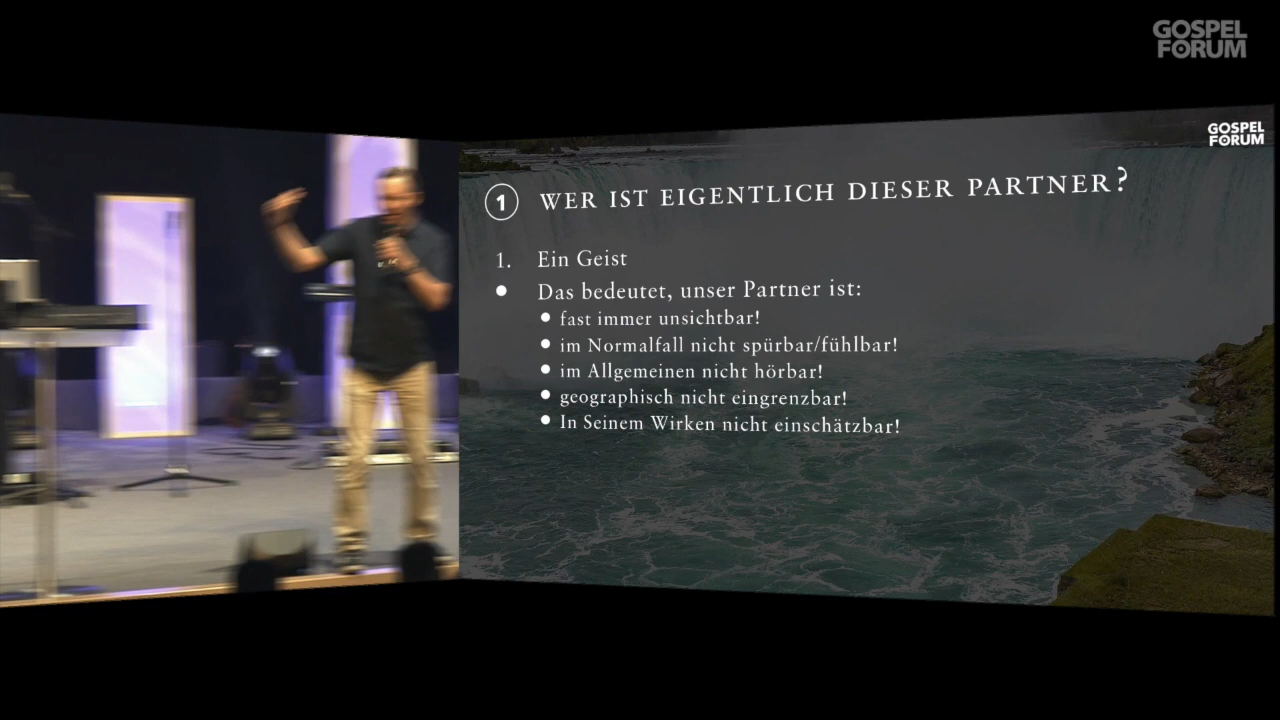 GOSPEL
FORUM
GOSPEL
FORUM
1 WER IST EIGENTLICH DIESER PARTNER?
1. Ein Geist
• Das bedeutet, unser Partner ist:
• fast immer unsichtbar!
• im Normalfall nicht spürbar/fühlbar!
• im Allgemeinen nicht hörbar!
• geographisch nicht eingrenzbar!
• In Seinem Wirken nicht einschätzbar!